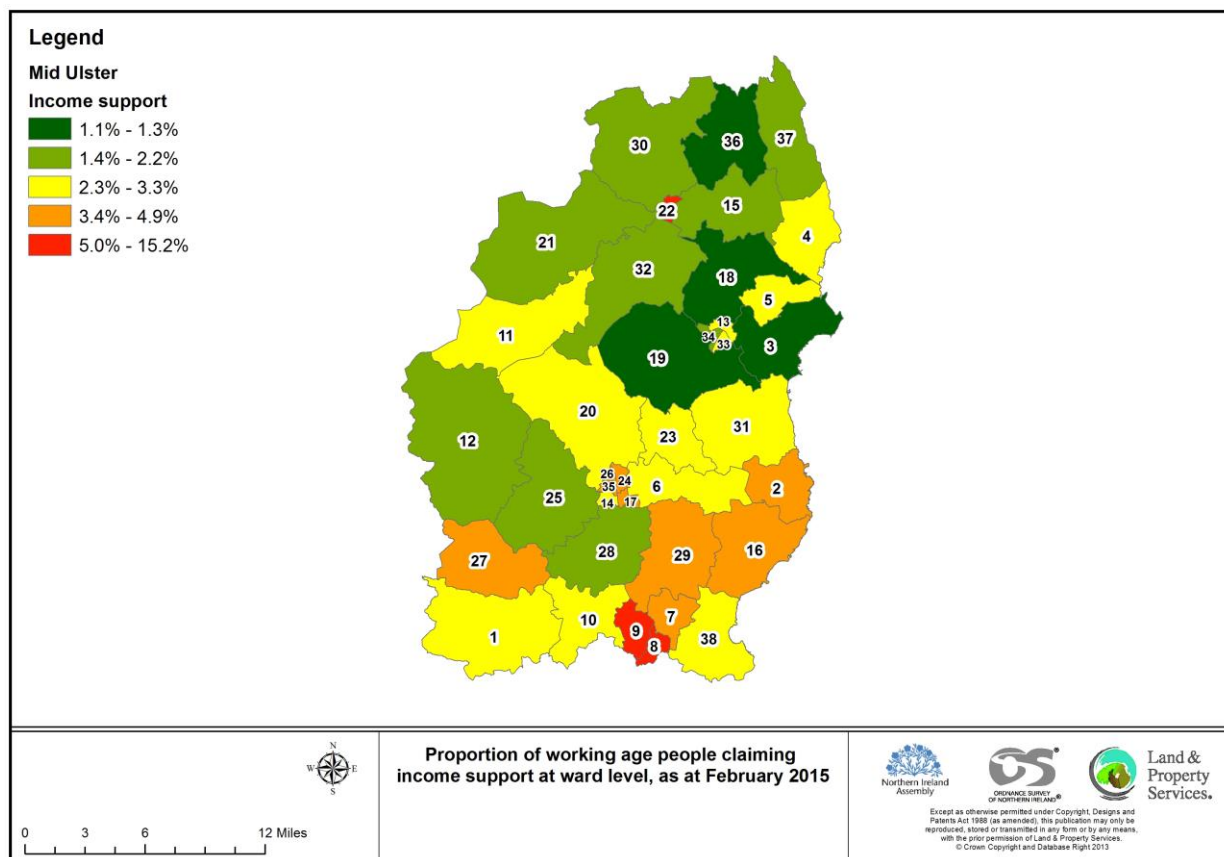 Legend
Mid Ulster
Income support
1.1% - 1.3%
1.4% - 2.2%
2.3% - 3.3%
3.4% - 4.9%
5.0% - 15.2%
30
36
37
22
15
21
4
32
18
5
13
11
34
33
3
19
20
12
23
31
26
24
35
6
2
25
14
17
28
29
16
27
10
9
7
1
8
38
N
W E
S
0 3 6 12 Miles
Proportion of working age people claiming
income support at ward level, as at February 2015
Northern Ireland
Assembly
OS®
ORDNANCE SURVEY
OF NORTHERN IRELAND®
Land &
Property
Services.
Except as otherwise permitted under Copyright, Designs and
Patents Act 1988 (as amended), this publication may only be
reproduced, stored or transmitted in any form or by any means,
with the prior permission of Land & Property Services.
© Crown Copyright and Database Right 2013